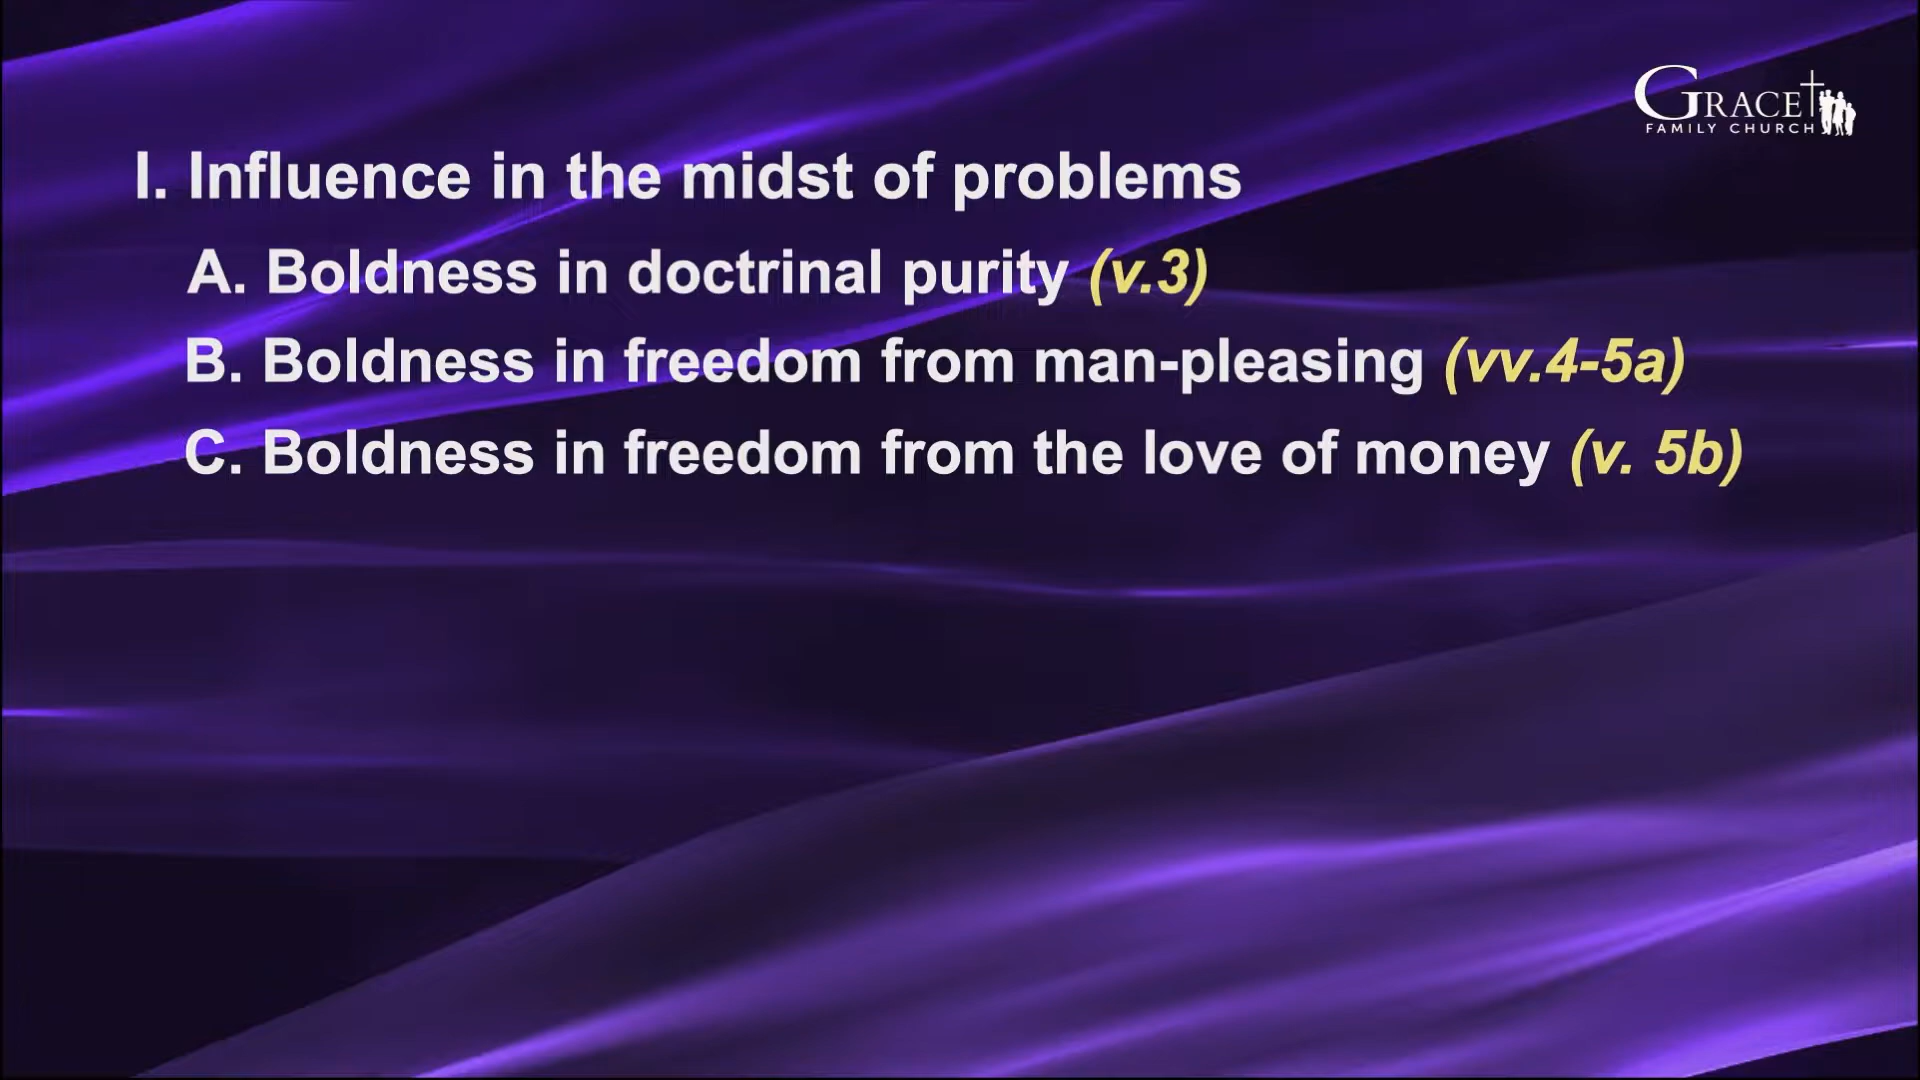 GRACE
FAMILY CHURCH
I. Influence in the midst of problems
A. Boldness in doctrinal purity (v.3)
B. Boldness in freedom from man-pleasing (vv.4-5a)
C. Boldness in freedom from the love of money (v. 5b)